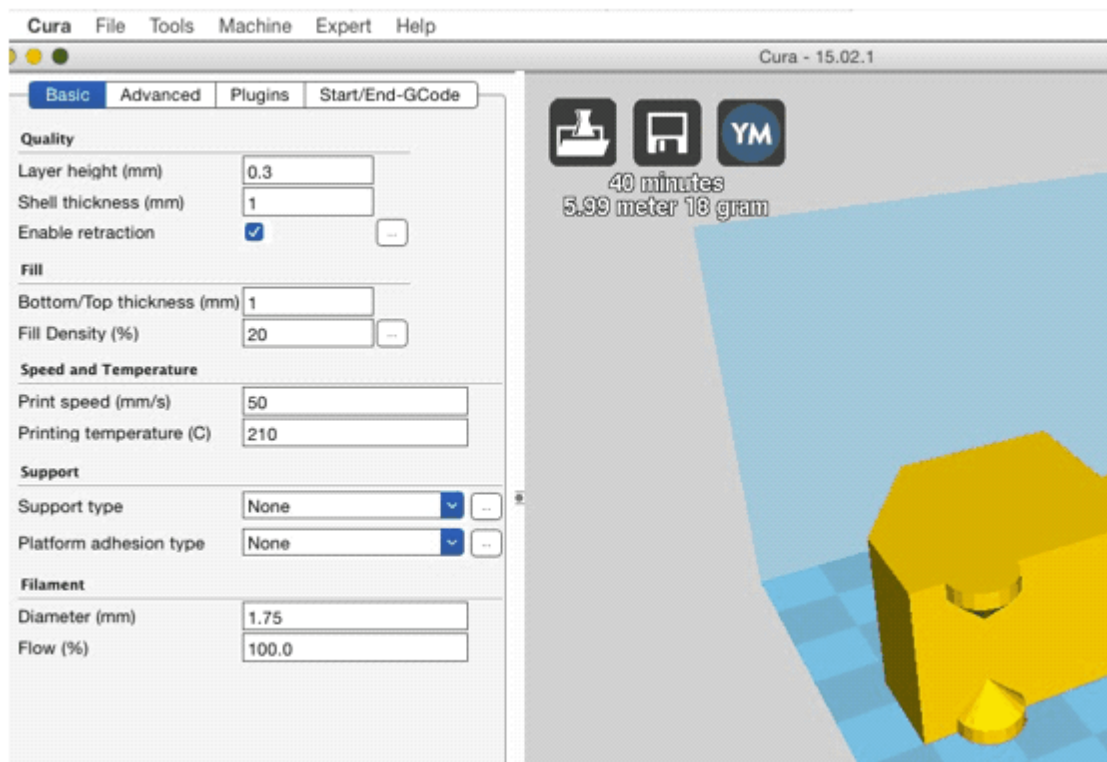 Cura File Tools Machine Expert Help
Cura - 15.02.1
Basic Advanced Plugins Start/End-GCode
Quality
Layer height (mm) 0.3
Shell thickness (mm) 1
Enable retraction ...
Fill
Bottom/Top thickness (mm) 1
Fill Density (%) 20 ...
Speed and Temperature
Print speed (mm/s) 50
Printing temperature (C) 210
Support
Support type None ...
Platform adhesion type None ...
Filament
Diameter (mm) 1.75
Flow (%) 100.0
YM
40 minutes
5.99 meter 18 gram